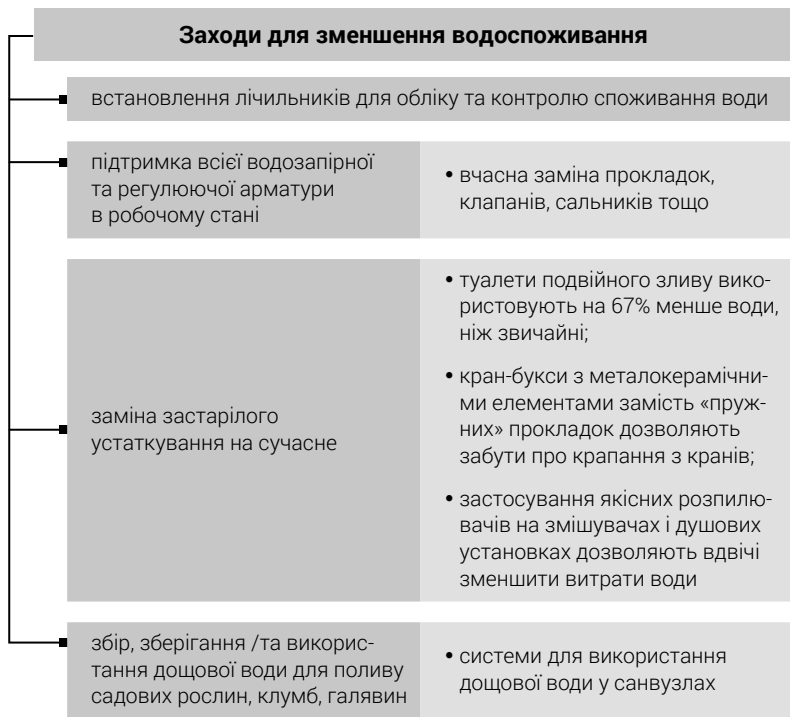 Заходи для зменшення водоспоживання
встановлення лічильників для обліку та контролю споживання води
підтримка всієї водозапірної
та регулюючої арматури
в робочому стані
• вчасна заміна прокладок,
клапанів, сальників тощо
заміна застарілого
устаткування на сучасне
• туалети подвійного зливу вико-
ристовують на 67% менше води,
ніж звичайні;
• кран-букси з металокерамічни-
ми елементами замість «пруж-
них» прокладок дозволяють
забути про крапання з кранів;
• застосування якісних розпилю-
вачів на змішувачах і душових
установках дозволяють вдвічі
зменшити витрати води
збір, зберігання /та викорис-
тання дощової води для поливу
садових рослин, клумб, галявин
• системи для використання
дощової води у санвузлах